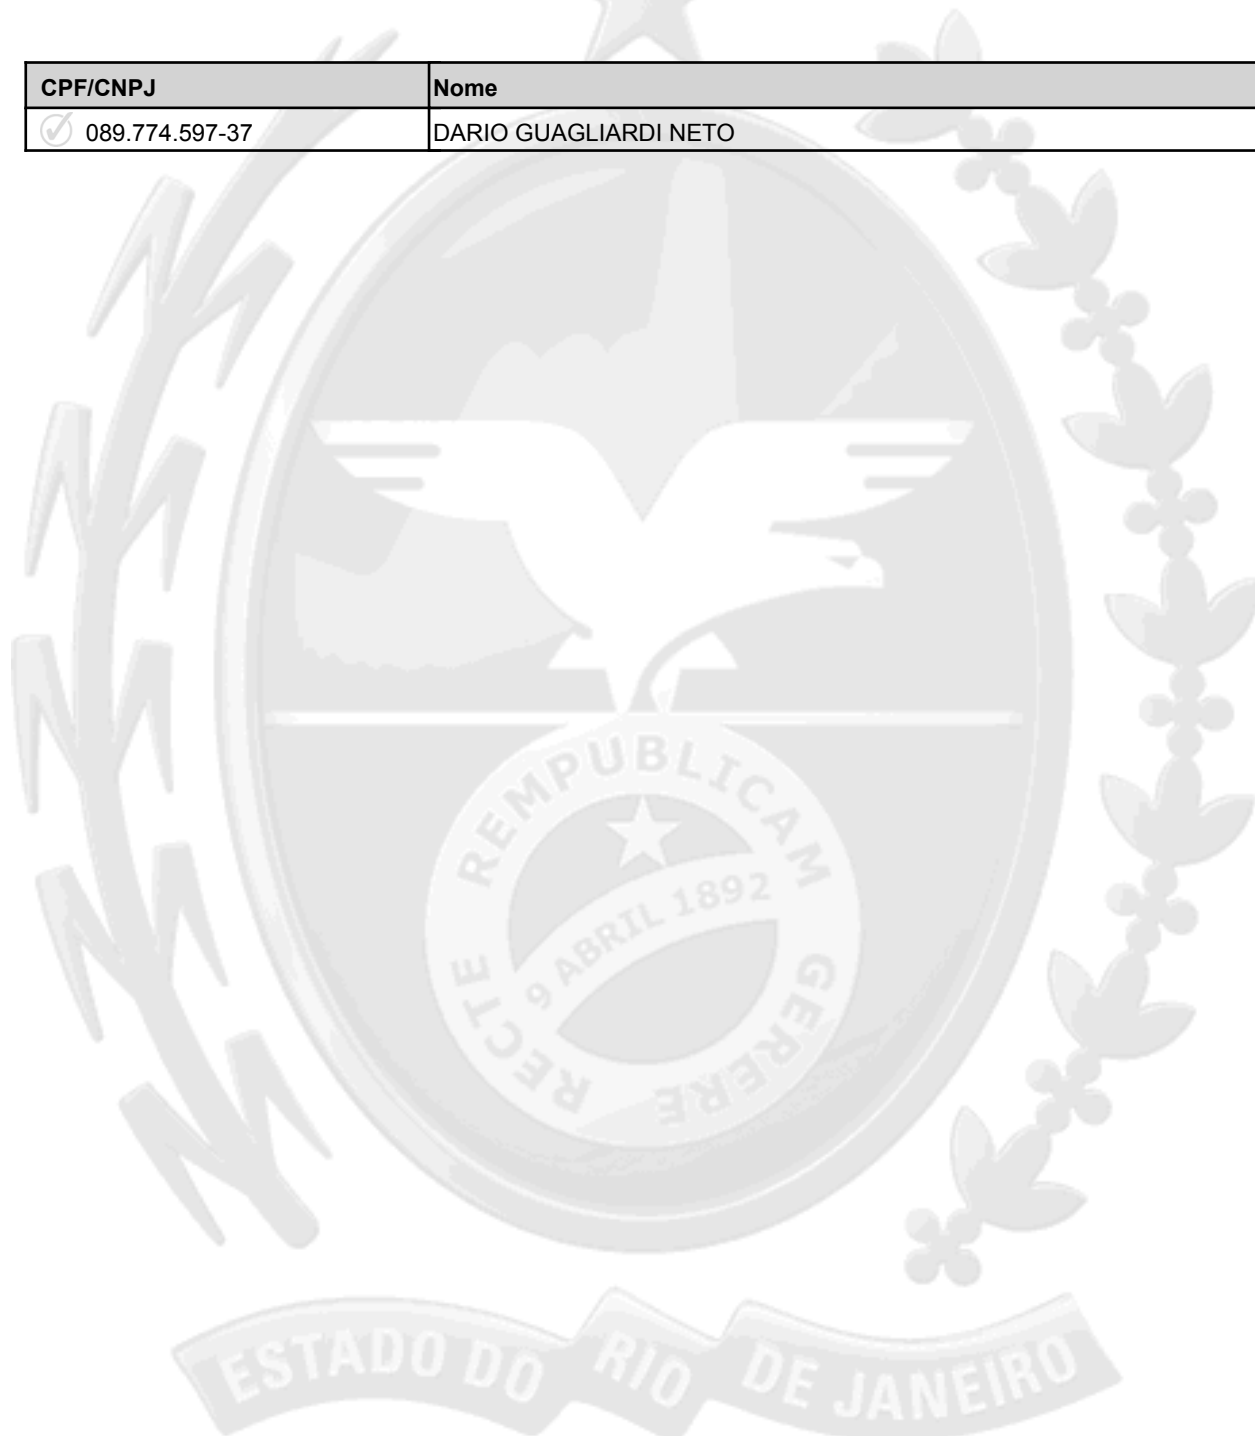 CPF/CNPJ Nome
089.774.597-37 DARIO GUAGLIARDI NETO
REMPUBLICAM
9 ABRIL 1892
RECTE GERERE
ESTADO DO RIO DE JANEIRO